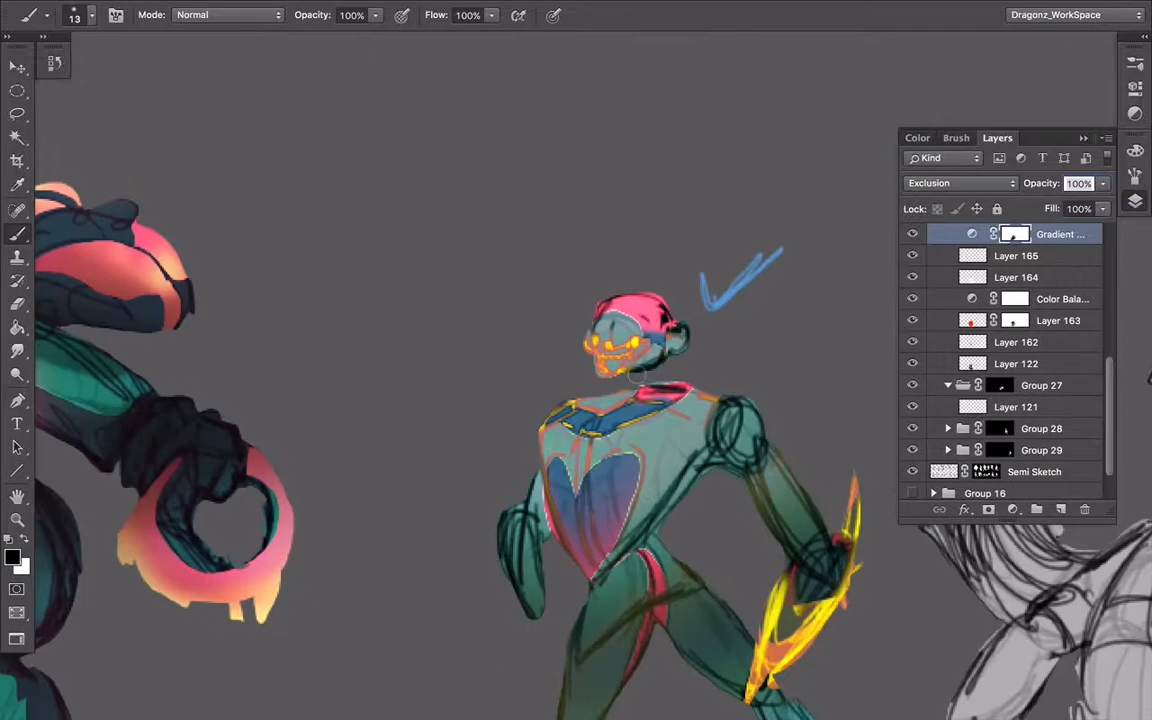 13 Mode: Normal Opacity: 100% Flow: 100% Dragonz_WorkSpace
Color Brush Layers
Kind
Exclusion Opacity: 100%
Lock: Fill: 100%
Gradient ...
Layer 165
Layer 164
Color Bala...
Layer 163
Layer 162
Layer 122
Group 27
Layer 121
Group 28
Group 29
Semi Sketch
Group 16
fx